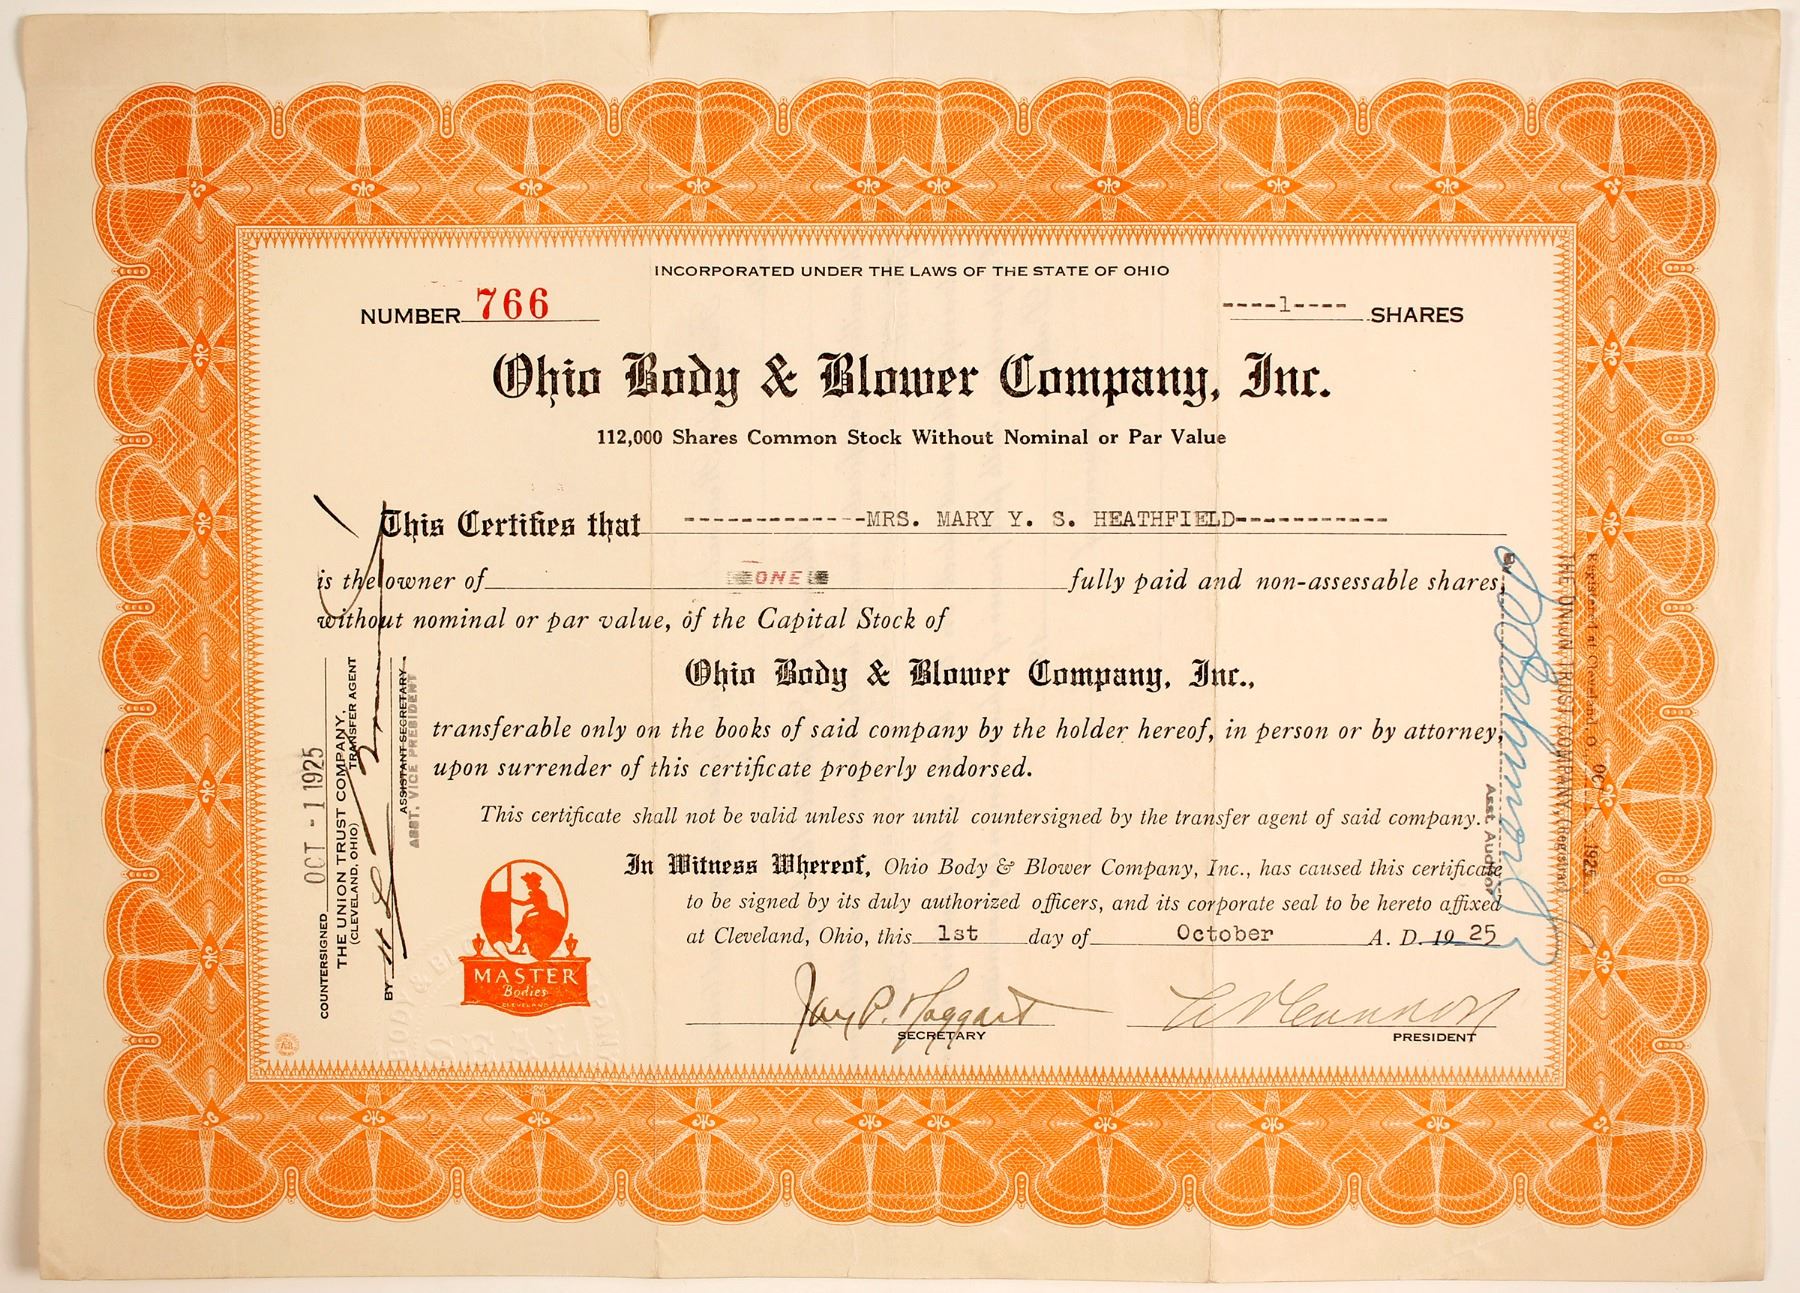 INCORPORATED UNDER THE LAWS OF THE STATE OF OHIO
NUMBER 766
----1---- SHARES
Ohio Body & Blower Company, Inc.
112,000 Shares Common Stock Without Nominal or Par Value
This Certifies that -------------MRS. MARY Y. S. HEATHFIELD-----------
is the owner of ONE fully paid and non-assessable shares,
without nominal or par value, of the Capital Stock of
Ohio Body & Blower Company, Inc.,
transferable only on the books of said company by the holder hereof, in person or by attorney,
upon surrender of this certificate properly endorsed.
This certificate shall not be valid unless nor until countersigned by the transfer agent of said company.
In Witness Whereof, Ohio Body & Blower Company, Inc., has caused this certificate
to be signed by its duly authorized officers, and its corporate seal to be hereto affixed
at Cleveland, Ohio, this 1st day of October A. D. 19 25
SECRETARY
PRESIDENT
MASTER
Bodies
CLEVELAND
COUNTERSIGNED OCT - 1 1925
THE UNION TRUST COMPANY,
(CLEVELAND, OHIO) TRANSFER AGENT
BY
ASSISTANT SECRETARY
ASST. VICE PRESIDENT
Registered at Cleveland, O. OCT 1925
THE UNION TRUST COMPANY, Registrar
By
Asst. Auditor